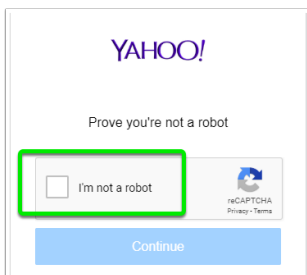 YAHOO!
Prove you're not a robot
I'm not a robot
reCAPTCHA
Privacy - Terms
Continue